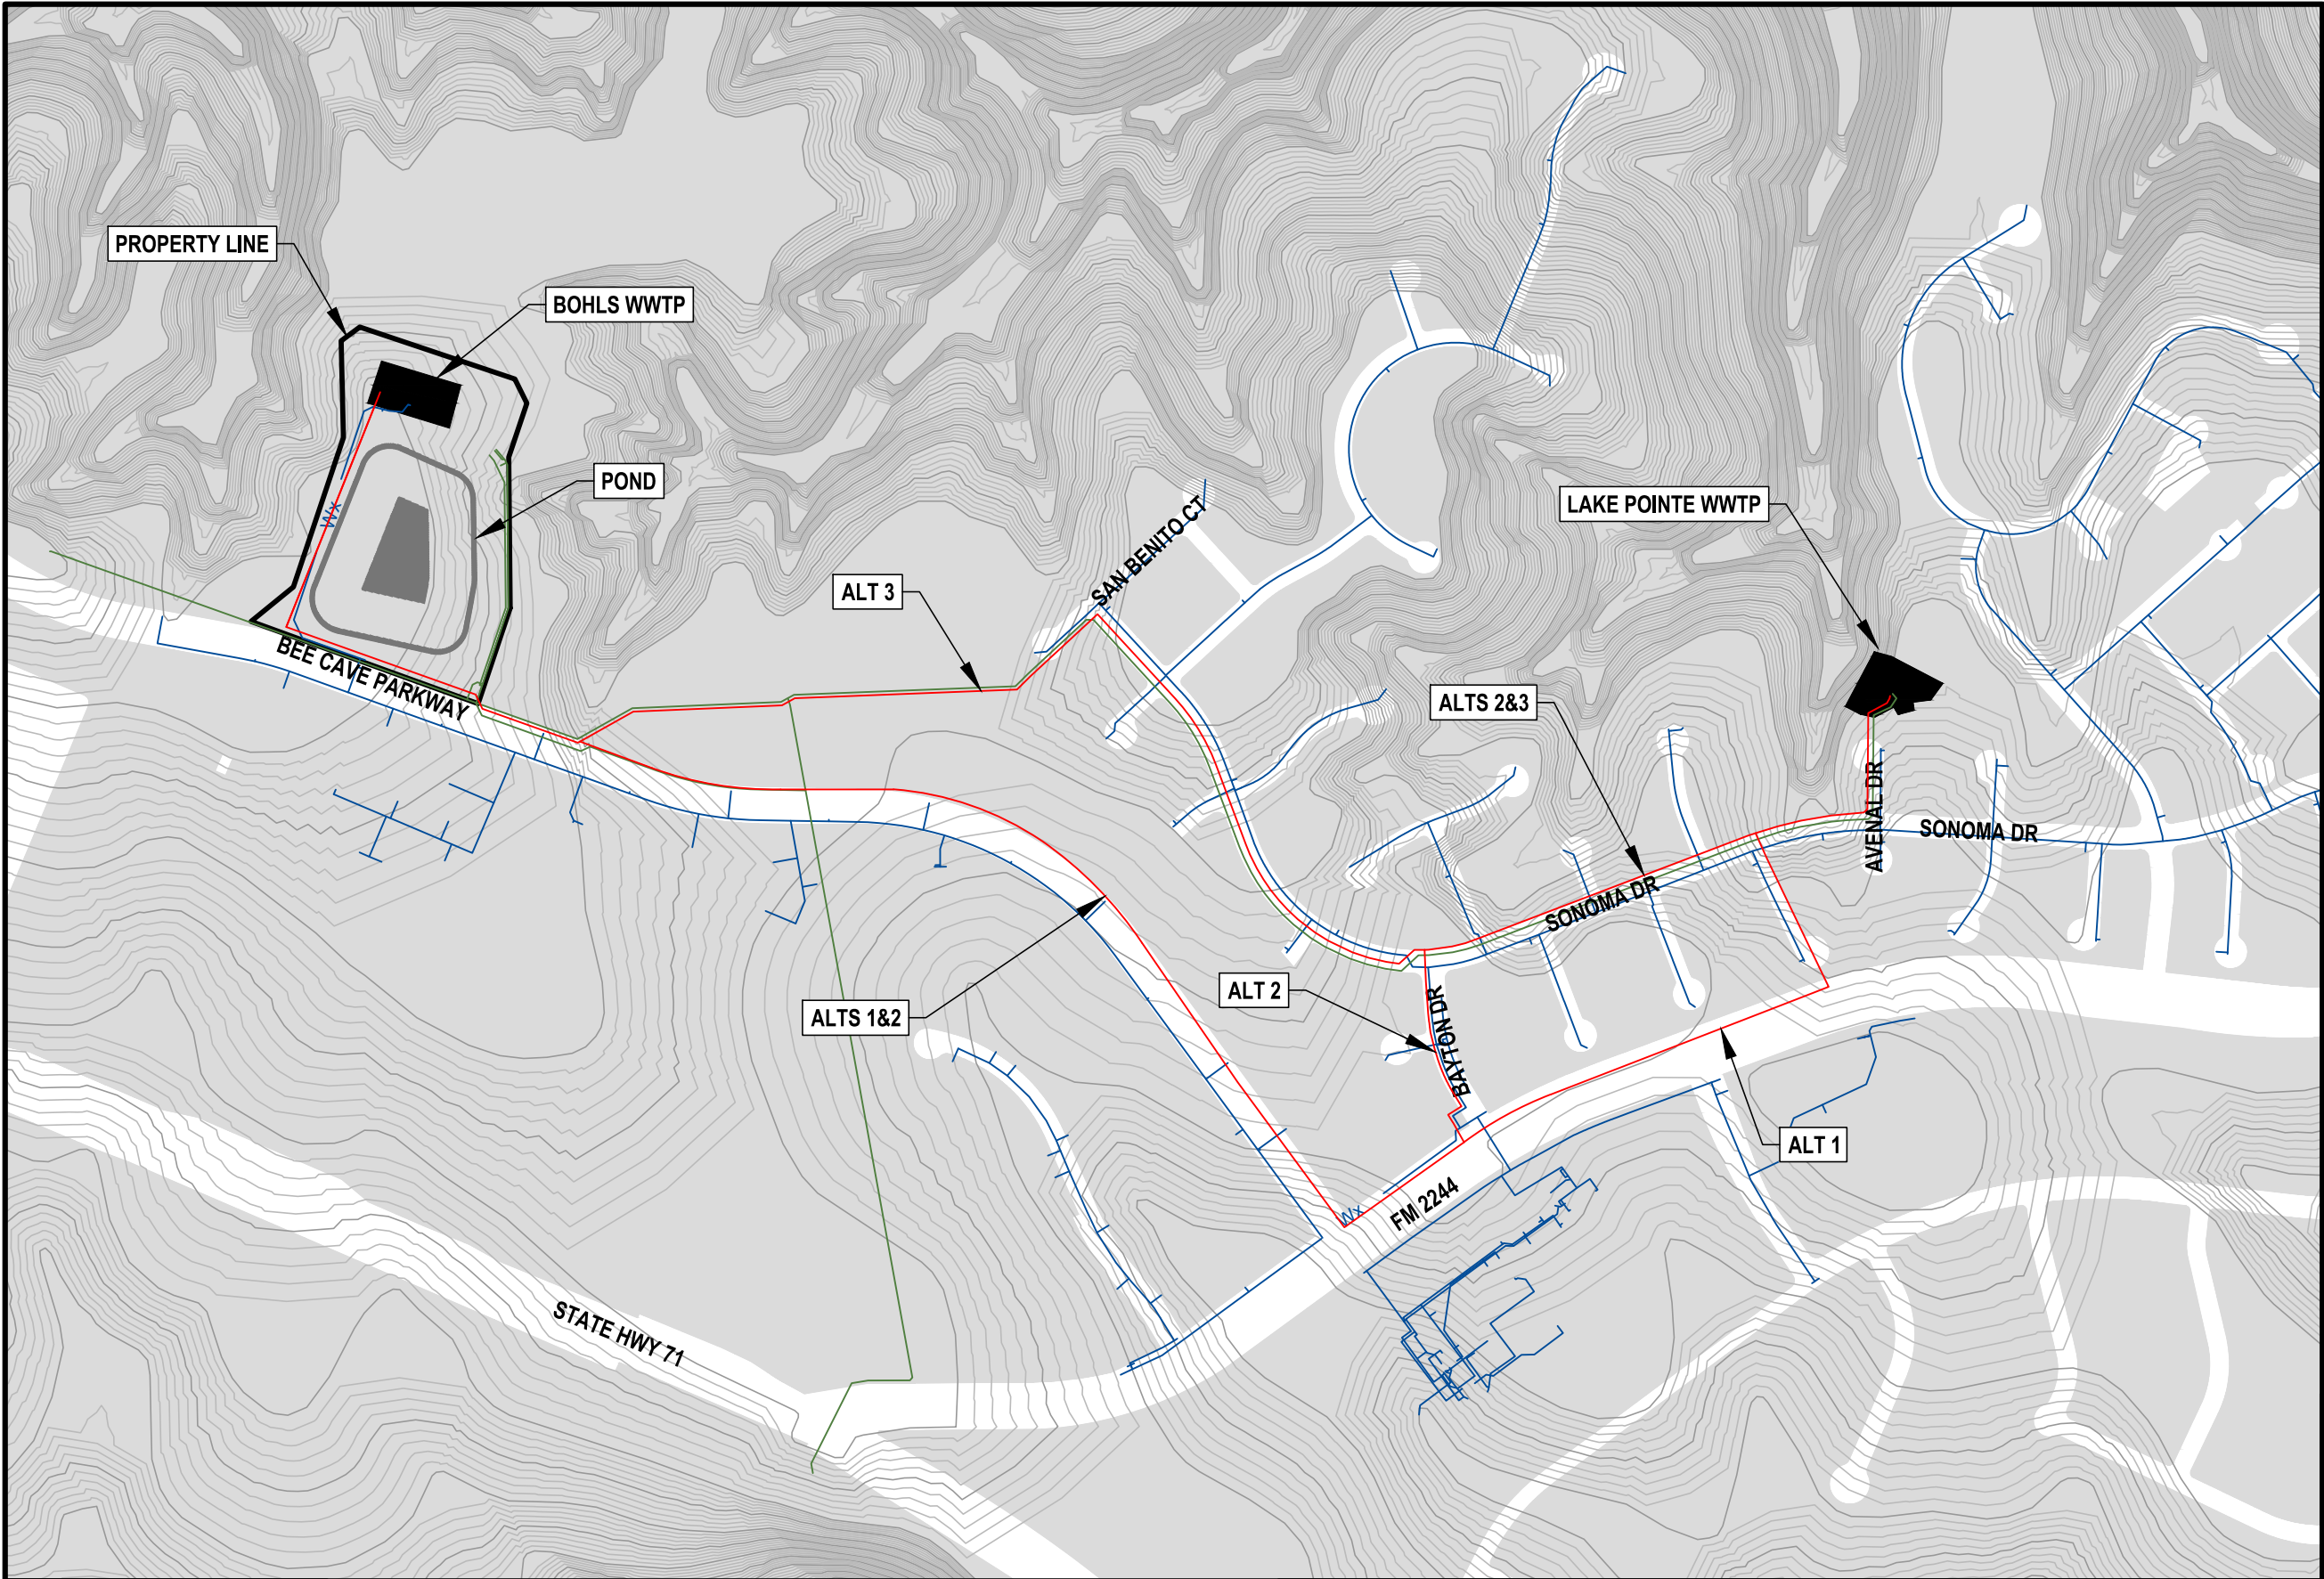 PROPERTY LINE
BOHLS WWTP
POND
WX
LAKE POINTE WWTP
SAN BENITO CT
ALT 3
BEE CAVE PARKWAY
ALTS 2&3
AVENAL DR
SONOMA DR
SONOMA DR
ALTS 1&2
ALT 2
BAYTON DR
ALT 1
WX
FM 2244
STATE HWY 71